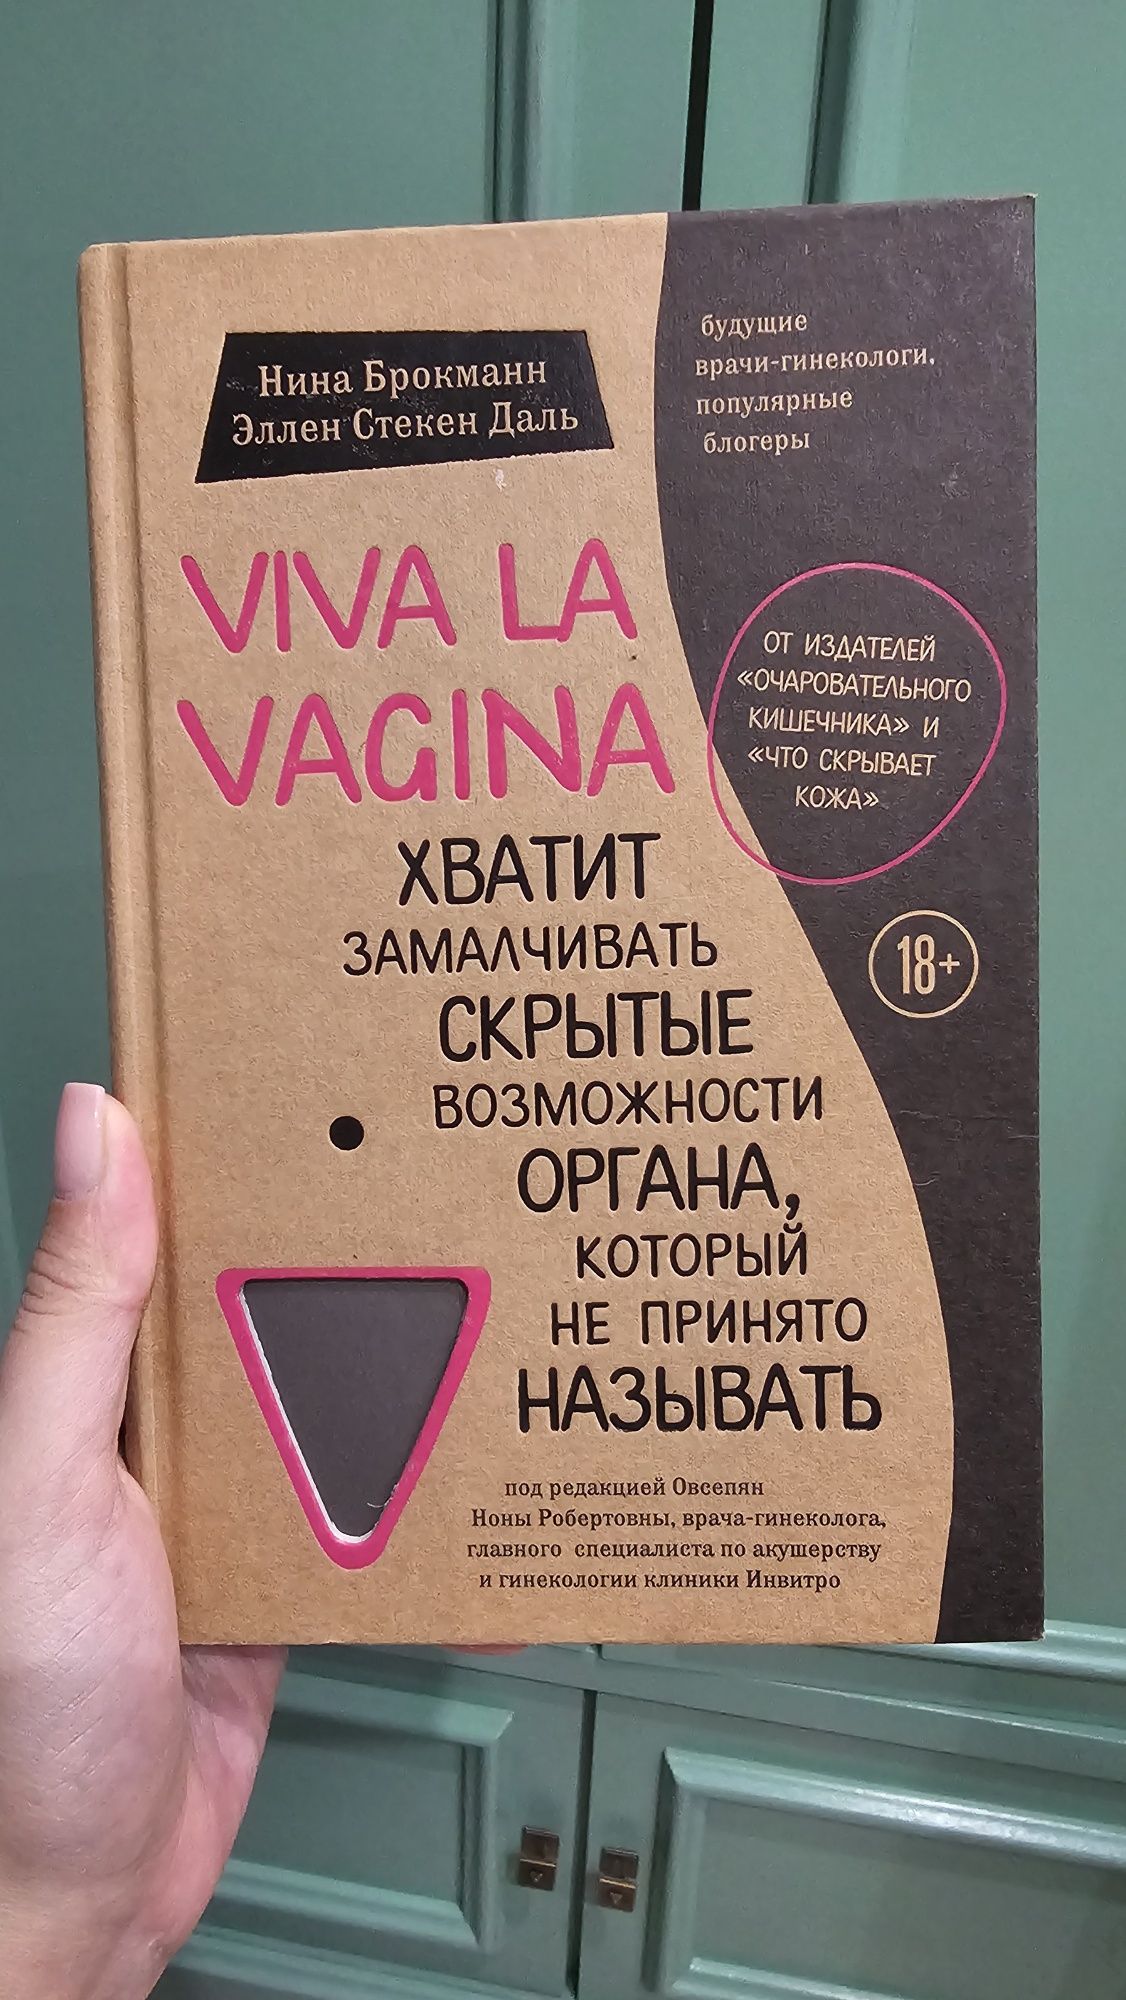 Нина Брокманн
Эллен Стекен Даль
будущие
врачи-гинекологи,
популярные
блогеры
VIVA LA
VAGINA
ОТ ИЗДАТЕЛЕЙ
«ОЧАРОВАТЕЛЬНОГО
КИШЕЧНИКА» И
«ЧТО СКРЫВАЕТ
КОЖА»
18+
ХВАТИТ
ЗАМАЛЧИВАТЬ
СКРЫТЫЕ
ВОЗМОЖНОСТИ
ОРГАНА,
КОТОРЫЙ
НЕ ПРИНЯТО
НАЗЫВАТЬ
под редакцией Овсепян
Ноны Робертовны, врача-гинеколога,
главного специалиста по акушерству
и гинекологии клиники Инвитро